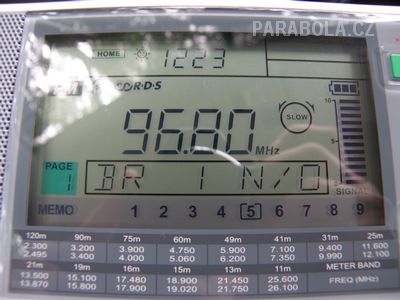 PARABOLA.CZ
HOME 1223
R·D·S
SLOW
96.80 MHz
10
5
PAGE 1
BR 1 N/O
SIGNAL
MEMO 1 2 3 4 5 6 7 8 9
120m 90m 75m 60m 49m 41m 31m 25m
2.300 3.200 3.900 4.750 5.900 7.100 9.400 11.600
2.495 3.400 4.000 5.060 6.200 7.350 9.990 12.100
21m 19m 16m 15m 13m 11m METER BAND
13.500 15.100 17.480 18.900 21.450 25.600 FREQ (MHz)
13.870 15.800 17.900 19.020 21.750 26.100